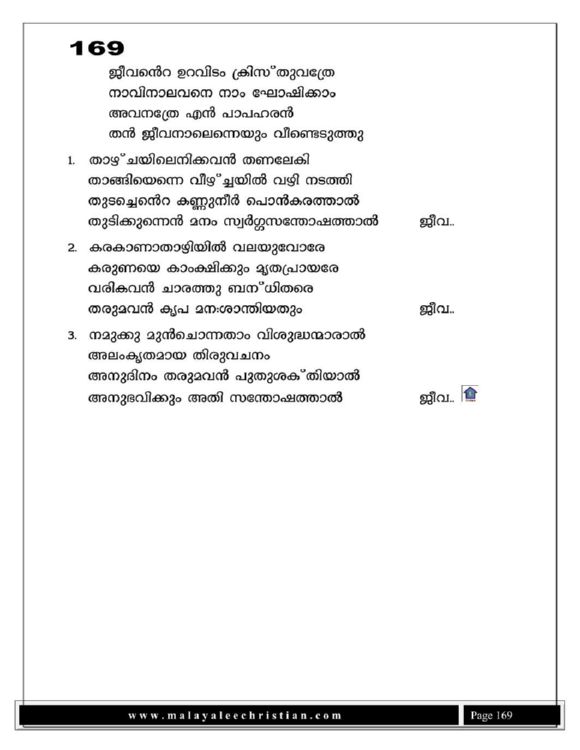 169
ജീവന്റെ ഉറവിടം ക്രിസ്തുവത്രേ
നാവിനാലവനെ നാം ഘോഷിക്കാം
അവനത്രേ എൻ പാപഹരൻ
തൻ ജീവനാലെന്നെയും വീണ്ടെടുത്തു
1. താഴ്ചയിലെനിക്കവൻ തണലേകി
താങ്ങിയെന്നെ വീഴ്ച്ചയിൽ വഴി നടത്തി
തുടച്ചെന്റെ കണ്ണുനീർ പൊൻകരത്താൽ
തുടിക്കുന്നെൻ മനം സ്വർഗ്ഗസന്തോഷത്താൽ ജീവ..
2. കരകാണാതാഴിയിൽ വലയുവോരേ
കരുണയെ കാംക്ഷിക്കും മൃതപ്രായരേ
വരികവൻ ചാരത്തു ബന്ധിതരെ
തരുമവൻ കൃപ മനഃശാന്തിയതും ജീവ..
3. നമുക്കു മുൻചൊന്നതാം വിശുദ്ധന്മാരാൽ
അലംകൃതമായ തിരുവചനം
അനുദിനം തരുമവൻ പുതുശക്തിയാൽ
അനുഭവിക്കും അതി സന്തോഷത്താൽ ജീവ..
www.malayaleechristian.com Page 169